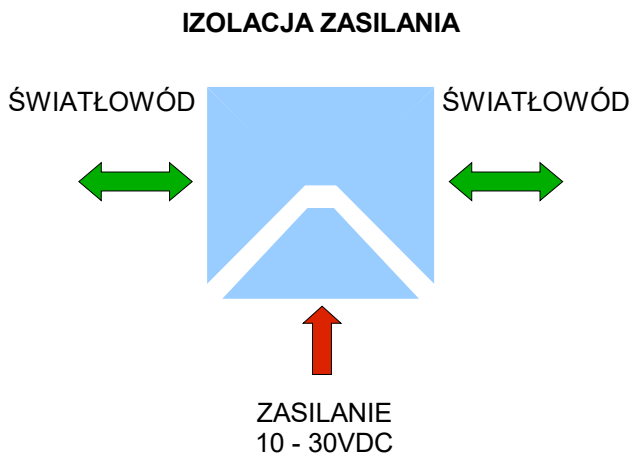 IZOLACJA ZASILANIA
ŚWIATŁOWÓD
ŚWIATŁOWÓD
ZASILANIE
10 - 30VDC